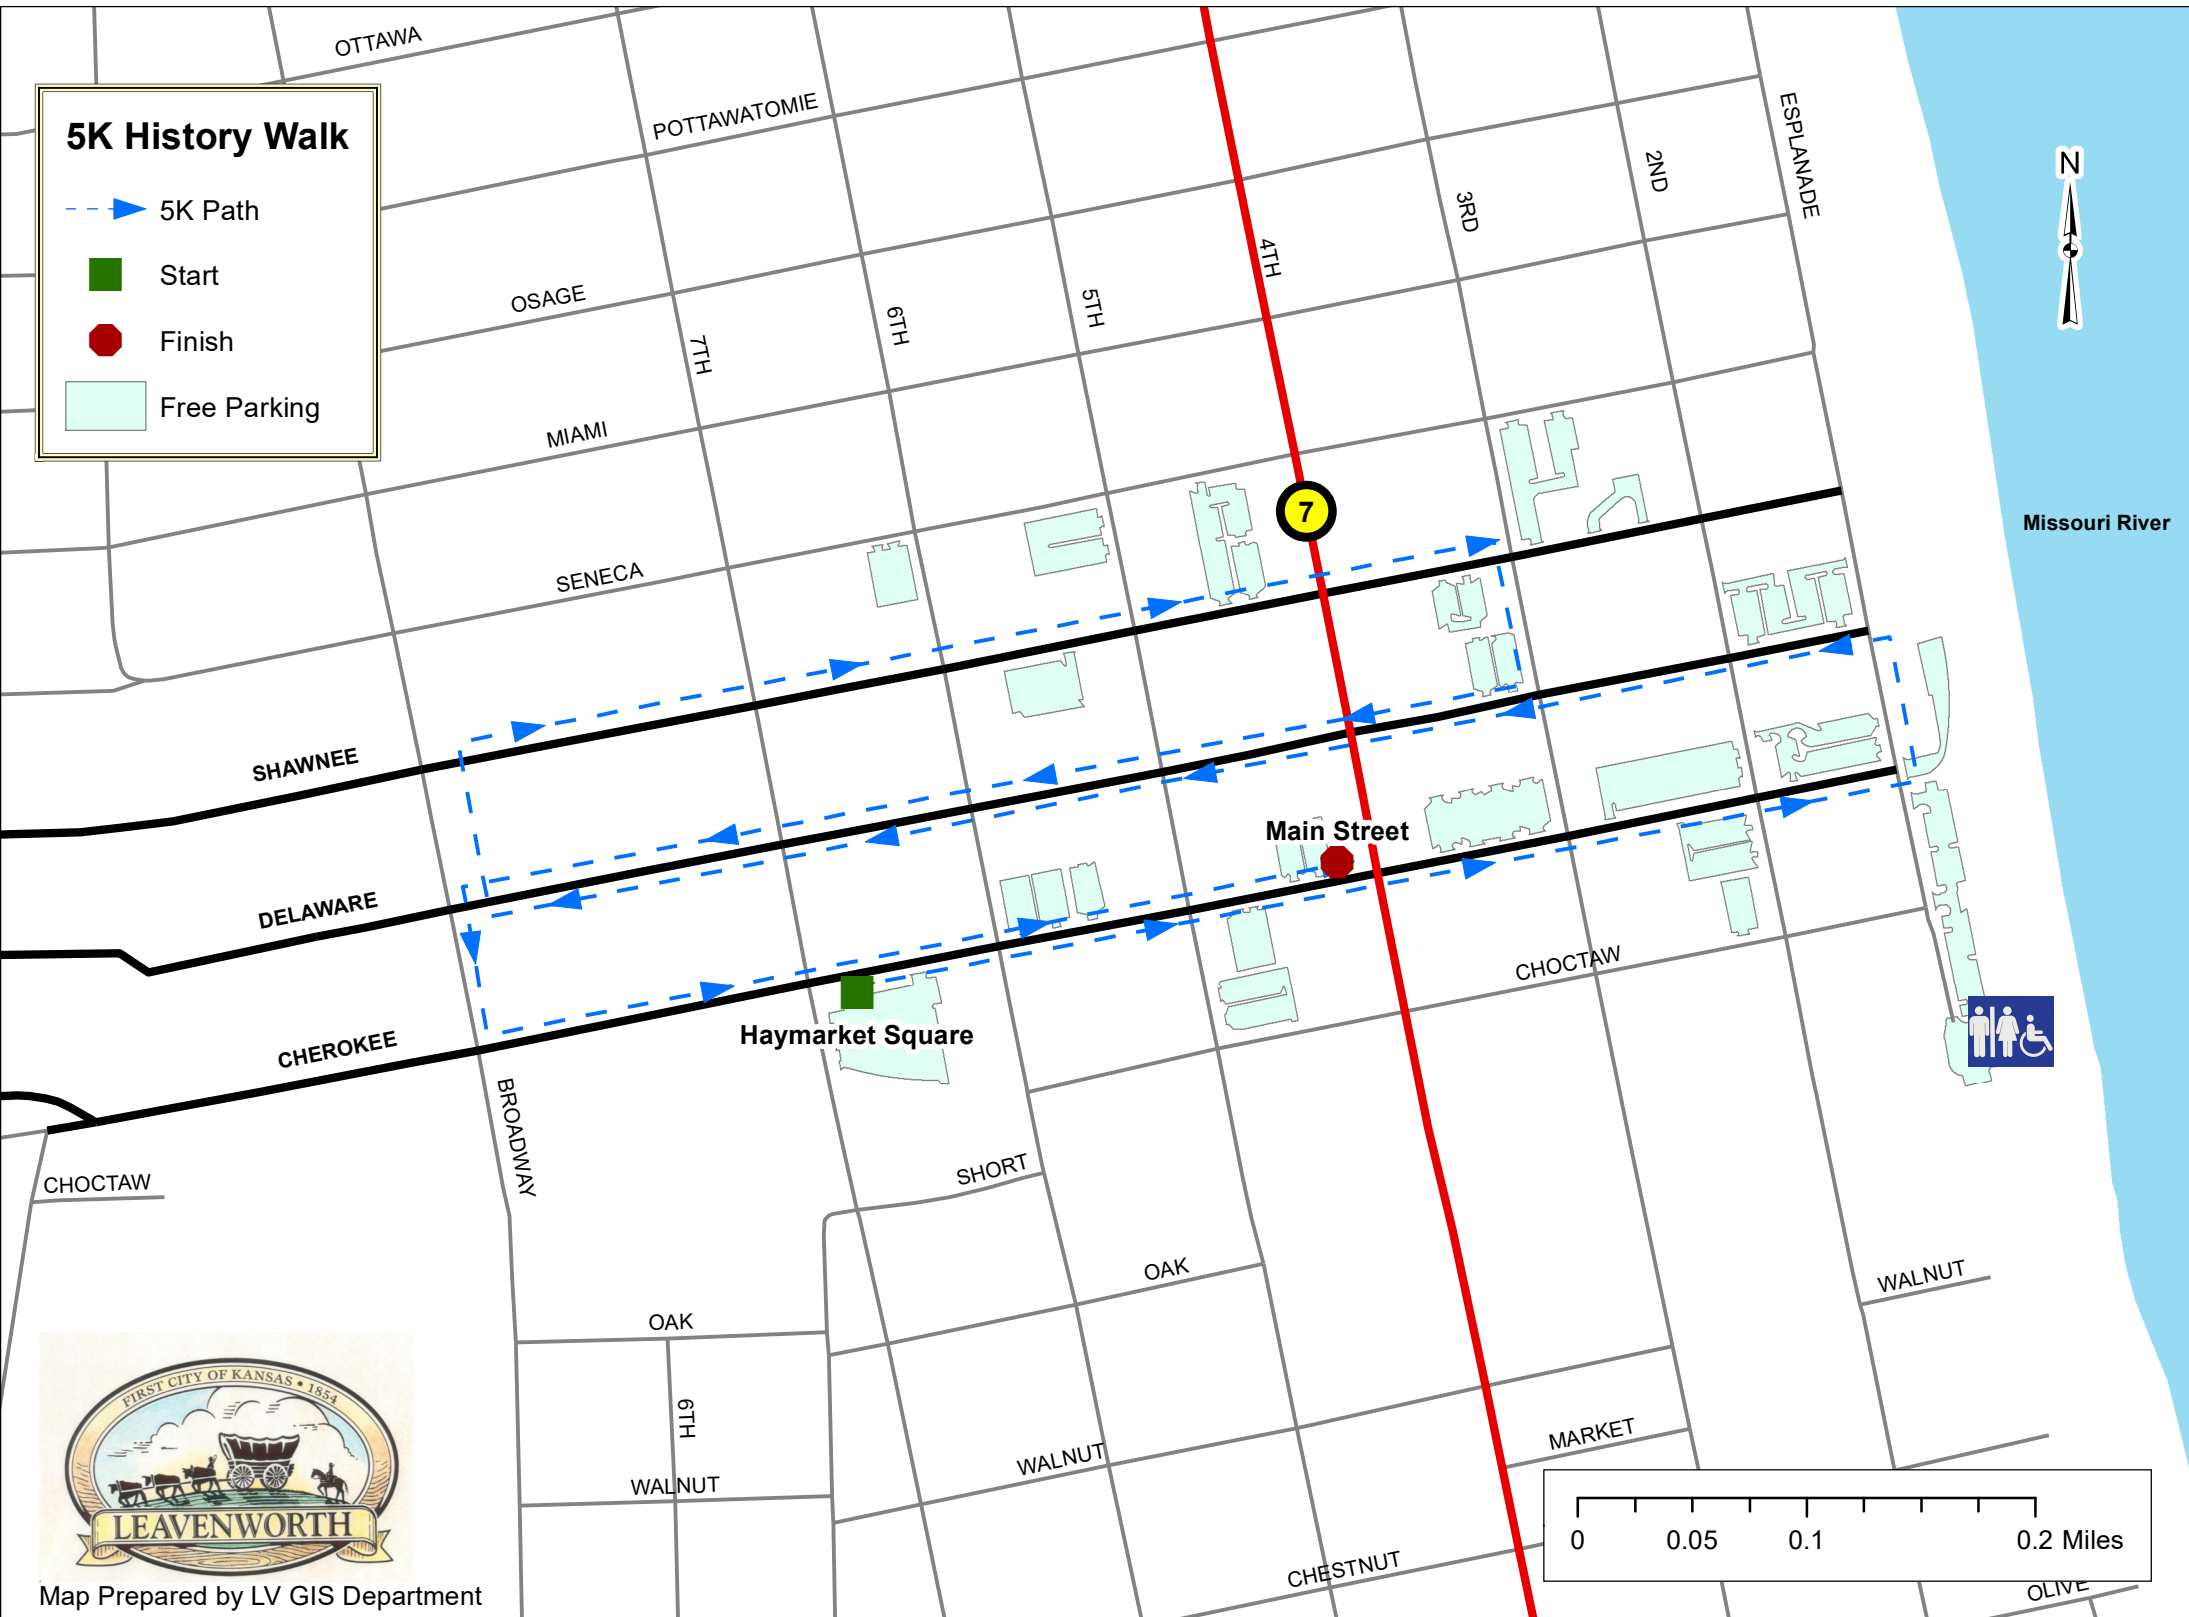 OTTAWA
POTTAWATOMIE
ESPLANADE
5K History Walk
5K Path
Start
Finish
Free Parking
N
2ND
3RD
4TH
5TH
6TH
7TH
OSAGE
MIAMI
SENECA
7
Missouri River
SHAWNEE
DELAWARE
CHEROKEE
Main Street
Haymarket Square
CHOCTAW
BROADWAY
CHOCTAW
SHORT
OAK
WALNUT
OAK
6TH
WALNUT
WALNUT
MARKET
CHESTNUT
OLIVE
0 0.05 0.1 0.2 Miles
FIRST CITY OF KANSAS • 1854
LEAVENWORTH
Map Prepared by LV GIS Department